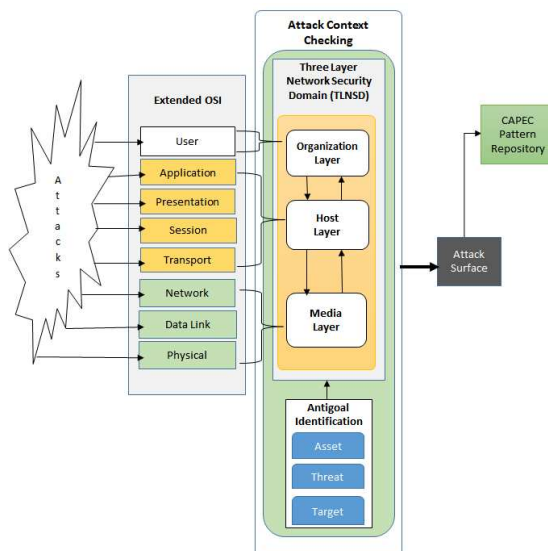 Attack Context
Checking
Extended OSI
Three Layer
Network Security
Domain (TLNSD)
Attacks
User
Application
Presentation
Session
Transport
Network
Data Link
Physical
Organization
Layer
Host
Layer
Media
Layer
Antigoal
Identification
Asset
Threat
Target
Attack
Surface
CAPEC
Pattern
Repository